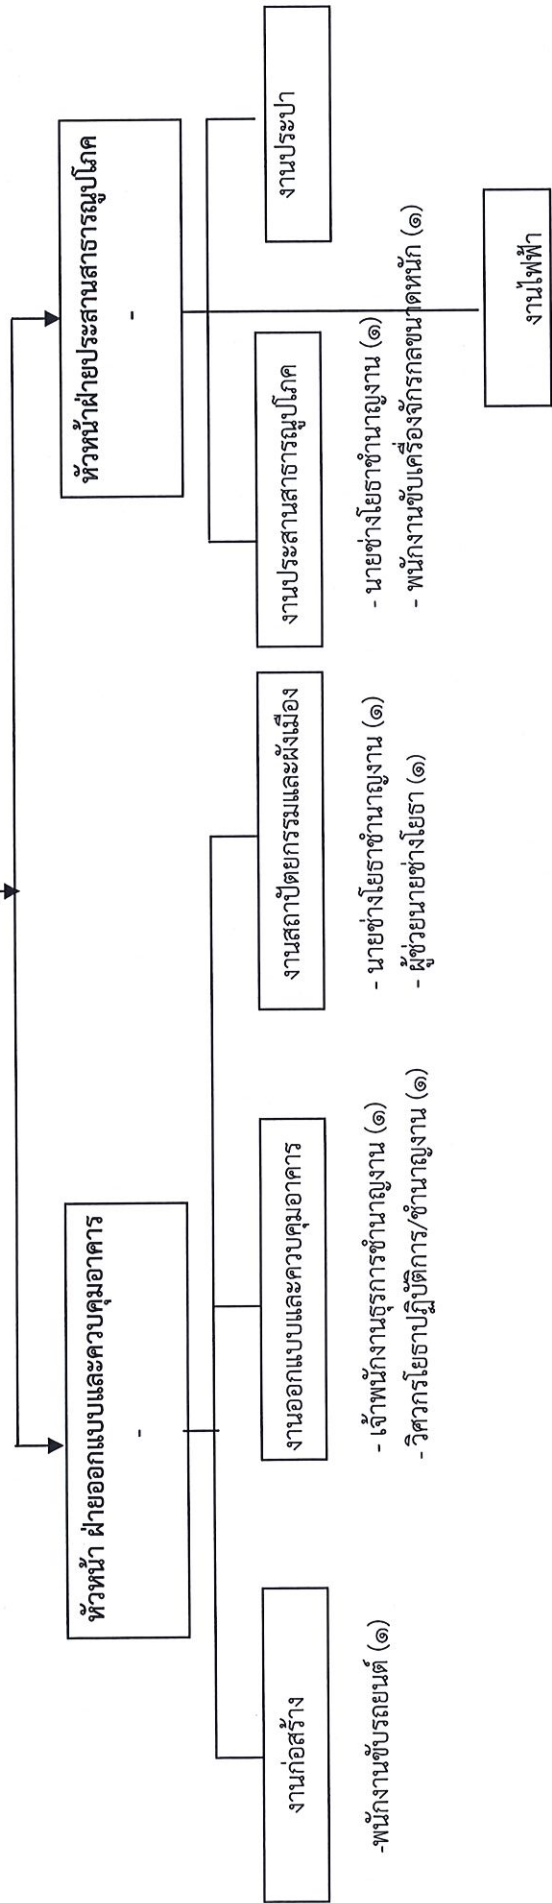 หัวหน้า ฝ่ายออกแบบและควบคุมอาคาร
-
หัวหน้าฝ่ายประสานสาธารณูปโภค
-
งานก่อสร้าง
-พนักงานขับรถยนต์ (๑)
งานออกแบบและควบคุมอาคาร
- เจ้าพนักงานธุรการชำนาญงาน (๑)
- วิศวกรโยธาปฏิบัติการ/ชำนาญงาน (๑)
งานสถาปัตยกรรมและผังเมือง
- นายช่างโยธาชำนาญงาน (๑)
- ผู้ช่วยนายช่างโยธา (๑)
งานประสานสาธารณูปโภค
- นายช่างโยธาชำนาญงาน (๑)
- พนักงานขับเครื่องจักรกลขนาดหนัก (๑)
งานประปา
งานไฟฟ้า